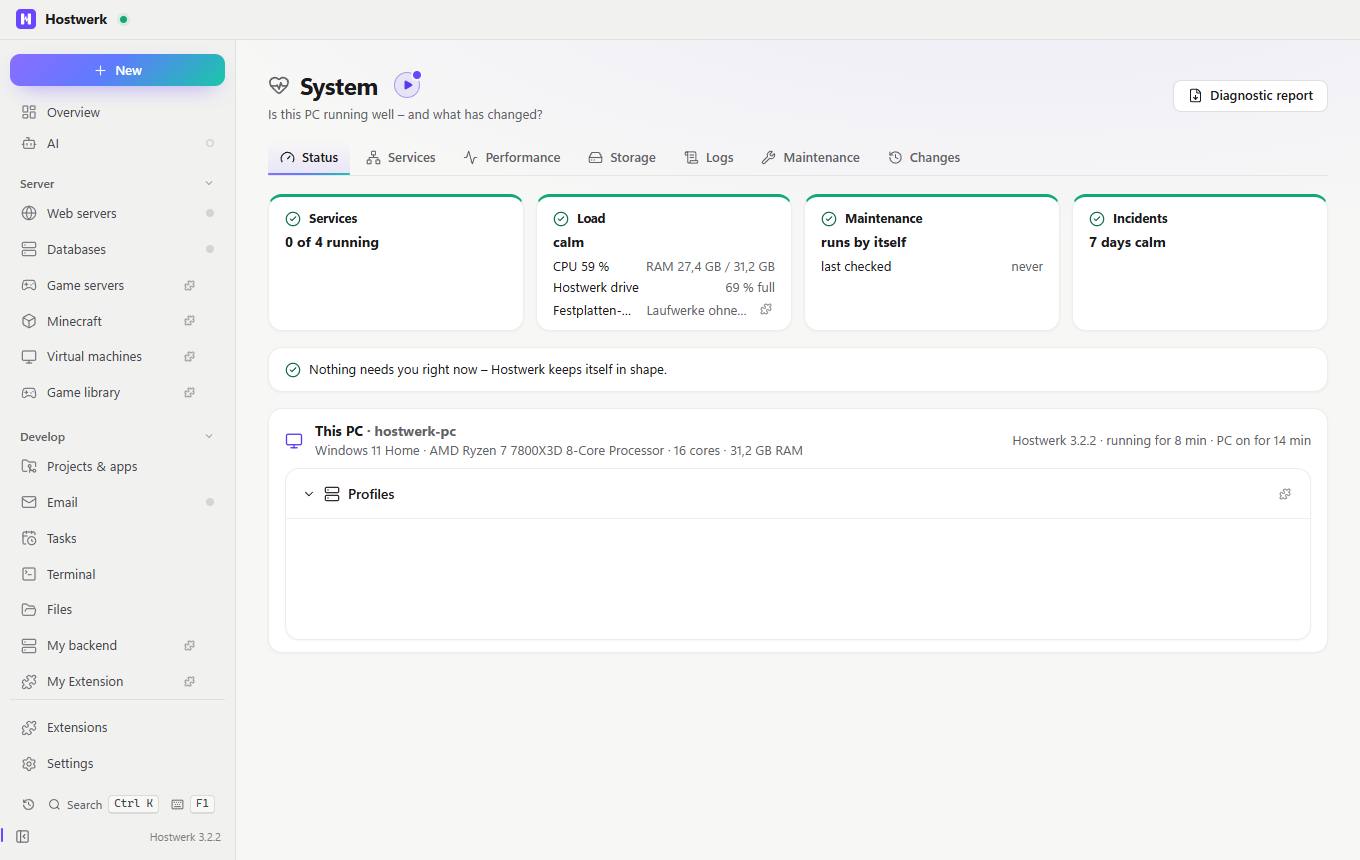 Hostwerk
New
Overview
AI
Server
Web servers
Databases
Game servers
Minecraft
Virtual machines
Game library
Develop
Projects & apps
Email
Tasks
Terminal
Files
My backend
My Extension
Extensions
Settings
Search Ctrl K F1
Hostwerk 3.2.2
System
Is this PC running well – and what has changed?
Diagnostic report
Status Services Performance Storage Logs Maintenance Changes
Services
0 of 4 running
Load
calm
CPU 59 % RAM 27,4 GB / 31,2 GB
Hostwerk drive 69 % full
Festplatten-... Laufwerke ohne...
Maintenance
runs by itself
last checked never
Incidents
7 days calm
Nothing needs you right now – Hostwerk keeps itself in shape.
This PC · hostwerk-pc
Windows 11 Home · AMD Ryzen 7 7800X3D 8-Core Processor · 16 cores · 31,2 GB RAM
Hostwerk 3.2.2 · running for 8 min · PC on for 14 min
Profiles